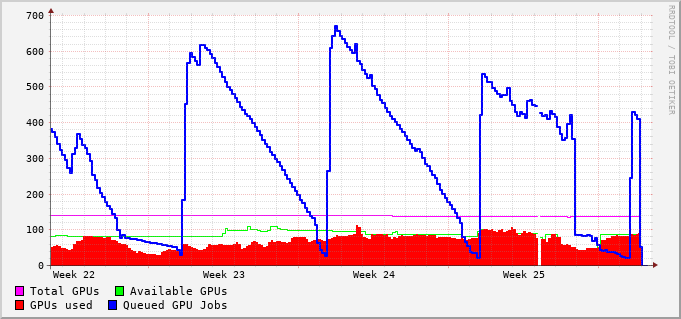 700
600
500
400
300
200
100
0
Week 22 Week 23 Week 24 Week 25
Total GPUs Available GPUs
GPUs used Queued GPU Jobs
RRDTOOL / TOBI OETIKER